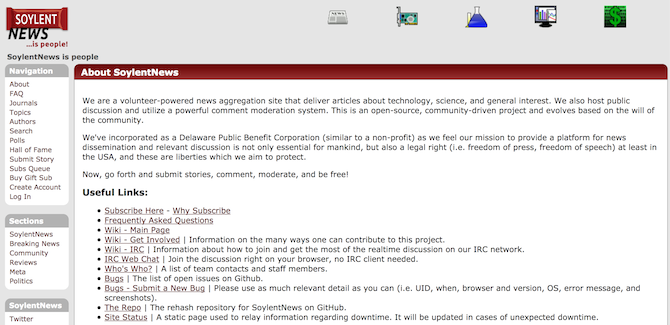 SOYLENT
NEWS
...is people!
SoylentNews is people
Navigation
About
FAQ
Journals
Topics
Authors
Search
Polls
Hall of Fame
Submit Story
Subs Queue
Buy Gift Sub
Create Account
Log In
Sections
SoylentNews
Breaking News
Community
Reviews
Meta
Politics
SoylentNews
Twitter
About SoylentNews
We are a volunteer-powered news aggregation site that deliver articles about technology, science, and general interest. We also host public
discussion and utilize a powerful comment moderation system. This is an open-source, community-driven project and evolves based on the will of
the community.
We've incorporated as a Delaware Public Benefit Corporation (similar to a non-profit) as we feel our mission to provide a platform for news
dissemination and relevant discussion is not only essential for mankind, but also a legal right (i.e. freedom of press, freedom of speech) at least in
the USA, and these are liberties which we aim to protect.
Now, go forth and submit stories, comment, moderate, and be free!
Useful Links:
• Subscribe Here - Why Subscribe
• Frequently Asked Questions
• Wiki - Main Page
• Wiki - Get Involved | Information on the many ways one can contribute to this project.
• Wiki - IRC | Information about how to join and get the most of the realtime discussion on our IRC network.
• IRC Web Chat | Join the discussion right on your browser, no IRC client needed.
• Who's Who? | A list of team contacts and staff members.
• Bugs | The list of open issues on Github.
• Bugs - Submit a New Bug | Please use as much relevant detail as you can (i.e. UID, when, browser and version, OS, error message, and
screenshots).
• The Repo | The rehash repository for SoylentNews on GitHub.
• Site Status | A static page used to relay information regarding downtime. It will be updated in cases of unexpected downtime.